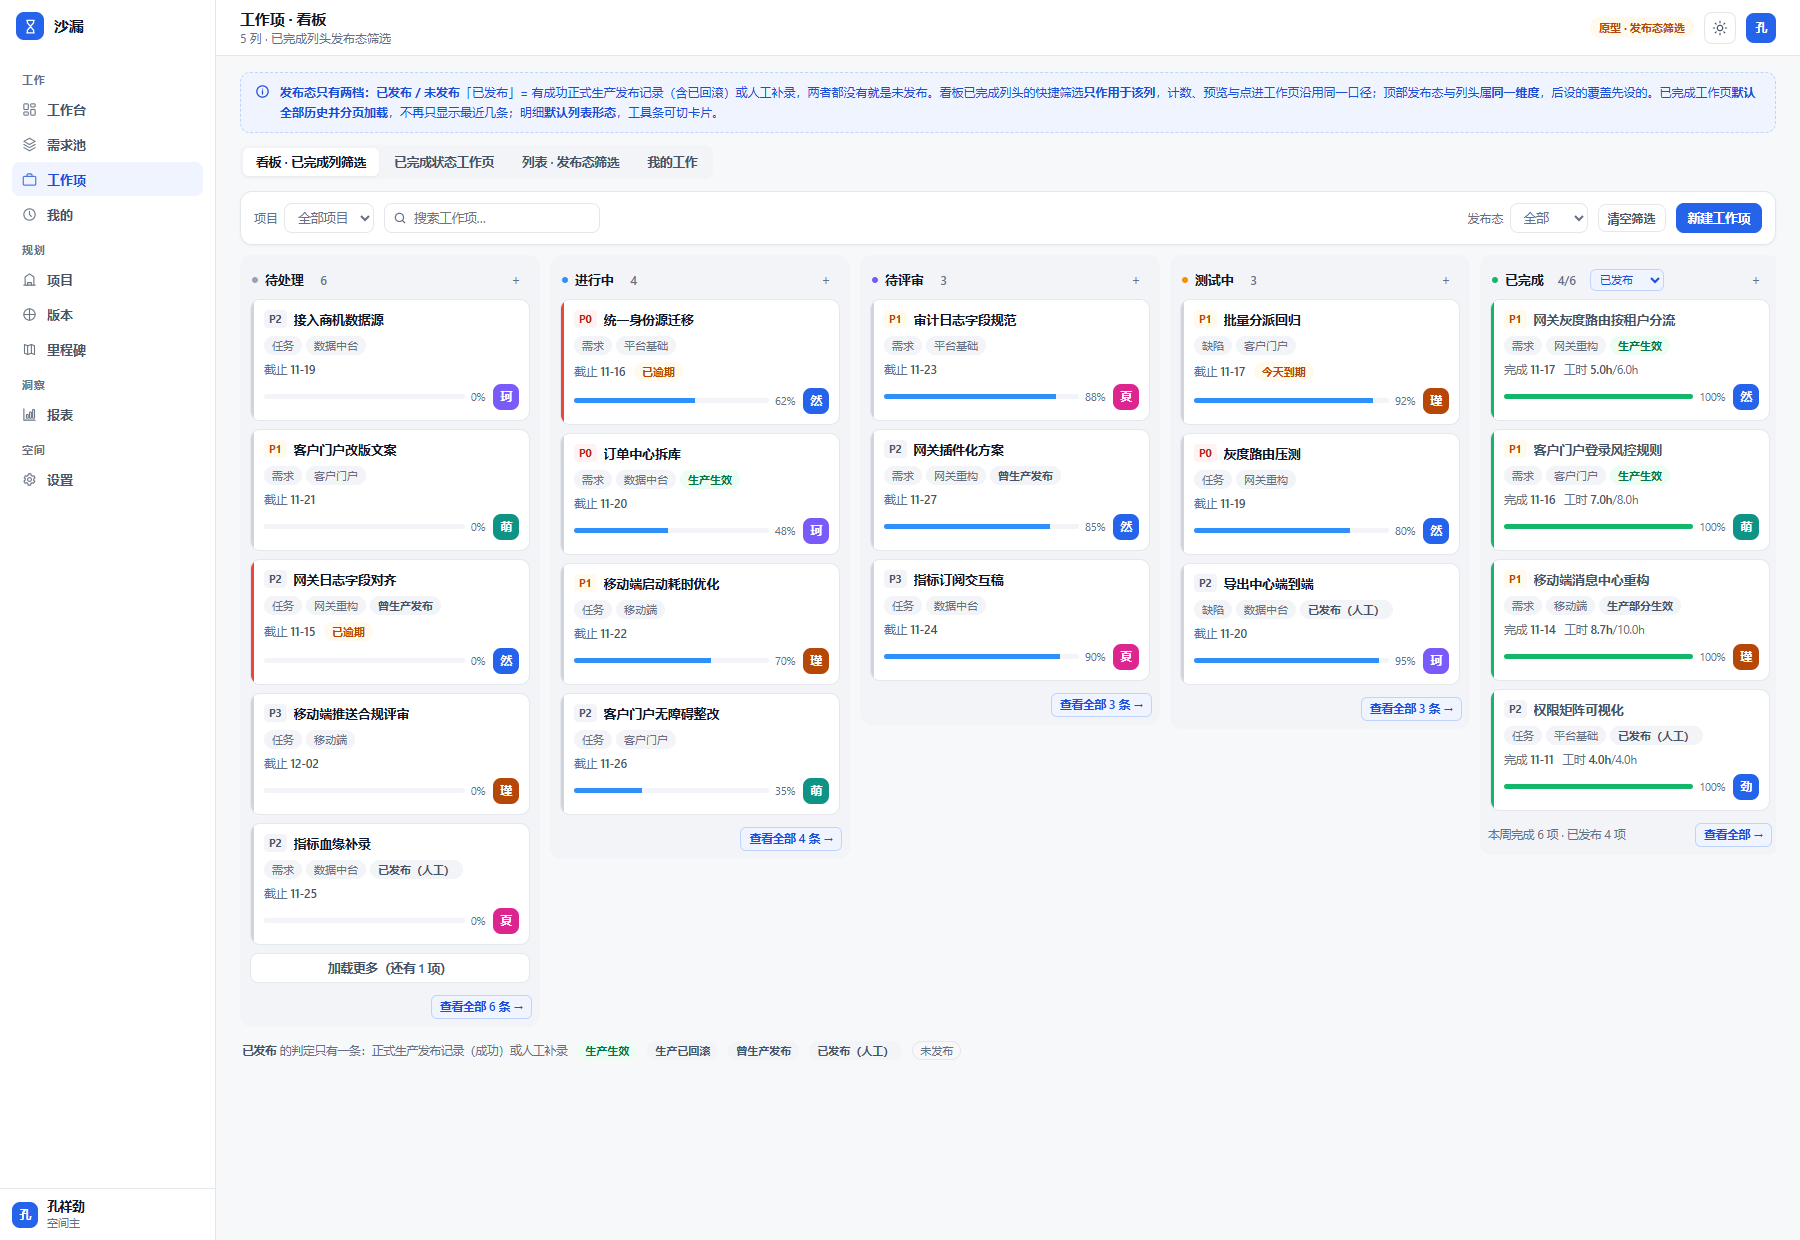 沙漏
工作
工作台
需求池
工作项
我的
规划
项目
版本
里程碑
洞察
报表
空间
设置
孔
孔祥劲
空间主
工作项 · 看板
5 列 · 已完成列头发布态筛选
原型 · 发布态筛选
孔
发布态只有两档：已发布 / 未发布「已发布」= 有成功正式生产发布记录（含已回滚）或人工补录，两者都没有就是未发布。看板已完成列头的快捷筛选只作用于该列，计数、预览与点进工作页沿用同一口径；顶部发布态与列头属同一维度，后设的覆盖先设的。已完成工作页默认
全部历史并分页加载，不再只显示最近几条；明细默认列表形态，工具条可切卡片。
看板 · 已完成列筛选
已完成状态工作页
列表 · 发布态筛选
我的工作
项目
全部项目
搜索工作项...
发布态
全部
清空筛选
新建工作项
待处理 6 +
P2 接入商机数据源
任务 数据中台
截止 11-19
0% 珂
P1 客户门户改版文案
需求 客户门户
截止 11-21
0% 萌
P2 网关日志字段对齐
任务 网关重构 曾生产发布
截止 11-15 已逾期
0% 然
P3 移动端推送合规评审
任务 移动端
截止 12-02
0% 瑾
P2 指标血缘补录
需求 数据中台 已发布（人工）
截止 11-25
0% 頁
加载更多（还有 1 项）
查看全部 6 条 →
进行中 4 +
P0 统一身份源迁移
需求 平台基础
截止 11-16 已逾期
62% 然
P0 订单中心拆库
需求 数据中台 生产生效
截止 11-20
48% 珂
P1 移动端启动耗时优化
任务 移动端
截止 11-22
70% 瑾
P2 客户门户无障碍整改
任务 客户门户
截止 11-26
35% 萌
查看全部 4 条 →
待评审 3 +
P1 审计日志字段规范
需求 平台基础
截止 11-23
88% 頁
P2 网关插件化方案
需求 网关重构 曾生产发布
截止 11-27
85% 然
P3 指标订阅交互稿
任务 数据中台
截止 11-24
90% 頁
查看全部 3 条 →
测试中 3 +
P1 批量分派回归
缺陷 客户门户
截止 11-17 今天到期
92% 瑾
P0 灰度路由压测
任务 网关重构
截止 11-19
80% 然
P2 导出中心端到端
缺陷 数据中台 已发布（人工）
截止 11-20
95% 珂
查看全部 3 条 →
已完成 4/6 已发布 +
P1 网关灰度路由按租户分流
需求 网关重构 生产生效
完成 11-17 工时 5.0h/6.0h
100% 然
P1 客户门户登录风控规则
需求 客户门户 生产生效
完成 11-16 工时 7.0h/8.0h
100% 萌
P1 移动端消息中心重构
需求 移动端 生产部分生效
完成 11-14 工时 8.7h/10.0h
100% 瑾
P2 权限矩阵可视化
任务 平台基础 已发布（人工）
完成 11-11 工时 4.0h/4.0h
100% 劲
本周完成 6 项 · 已发布 4 项
查看全部 →
已发布 的判定只有一条：正式生产发布记录（成功）或人工补录 生产生效 生产已回滚 曾生产发布 已发布（人工） 未发布